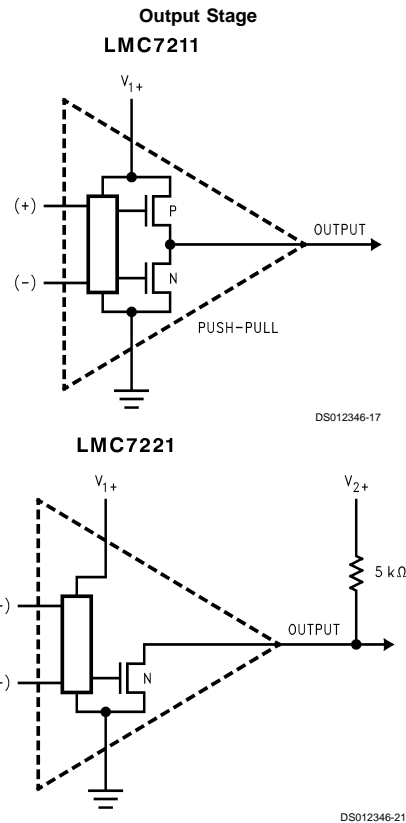 Output Stage
LMC7211
V1+
(+)
P
OUTPUT
(-)
N
PUSH-PULL
DS012346-17
LMC7221
V1+
V2+
5 kΩ
-)
OUTPUT
-)
N
DS012346-21